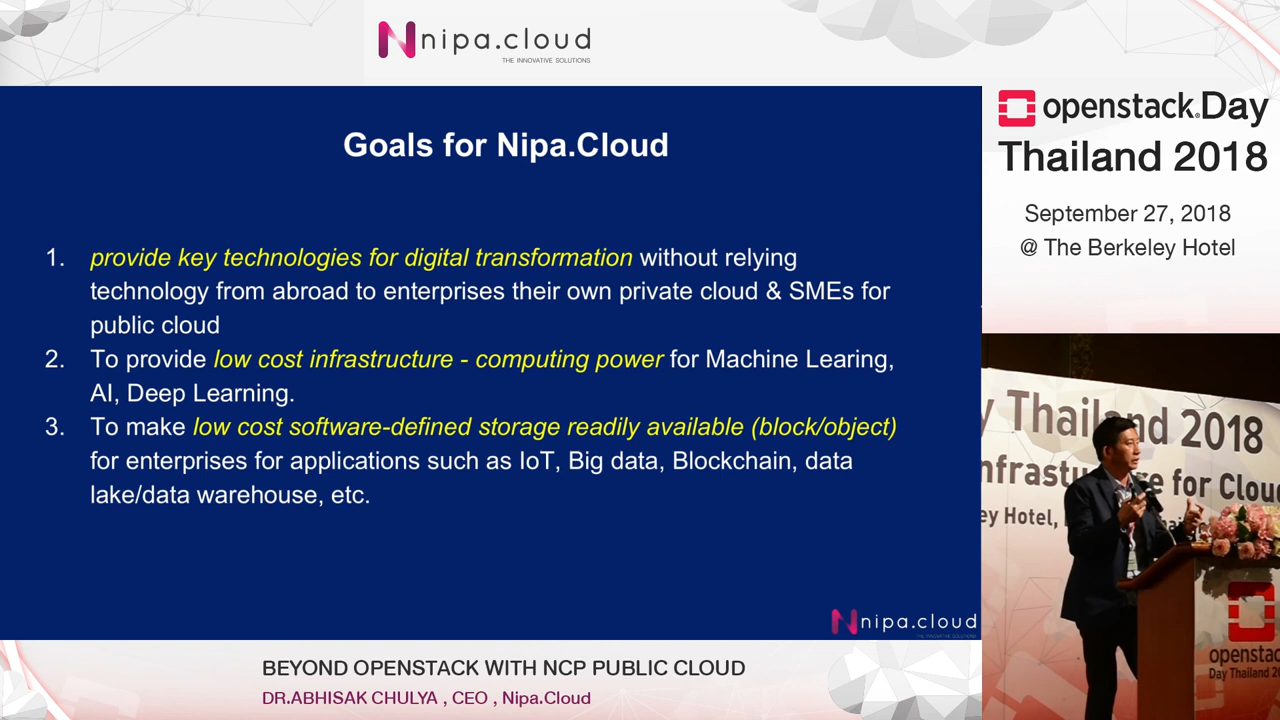 nipa.cloud
THE INNOVATIVE SOLUTIONS
openstack.Day
Thailand 2018
September 27, 2018
@ The Berkeley Hotel
Goals for Nipa.Cloud
1. provide key technologies for digital transformation without relying
technology from abroad to enterprises their own private cloud & SMEs for
public cloud
2. To provide low cost infrastructure - computing power for Machine Learing,
AI, Deep Learning.
3. To make low cost software-defined storage readily available (block/object)
for enterprises for applications such as IoT, Big data, Blockchain, data
lake/data warehouse, etc.
nipa.cloud
THE INNOVATIVE SOLUTIONS
y Thailand 2018
nfrastu re for Clou
ey Hotel,
openstac
Day Thailand 20
BEYOND OPENSTACK WITH NCP PUBLIC CLOUD
DR.ABHISAK CHULYA , CEO , Nipa.Cloud